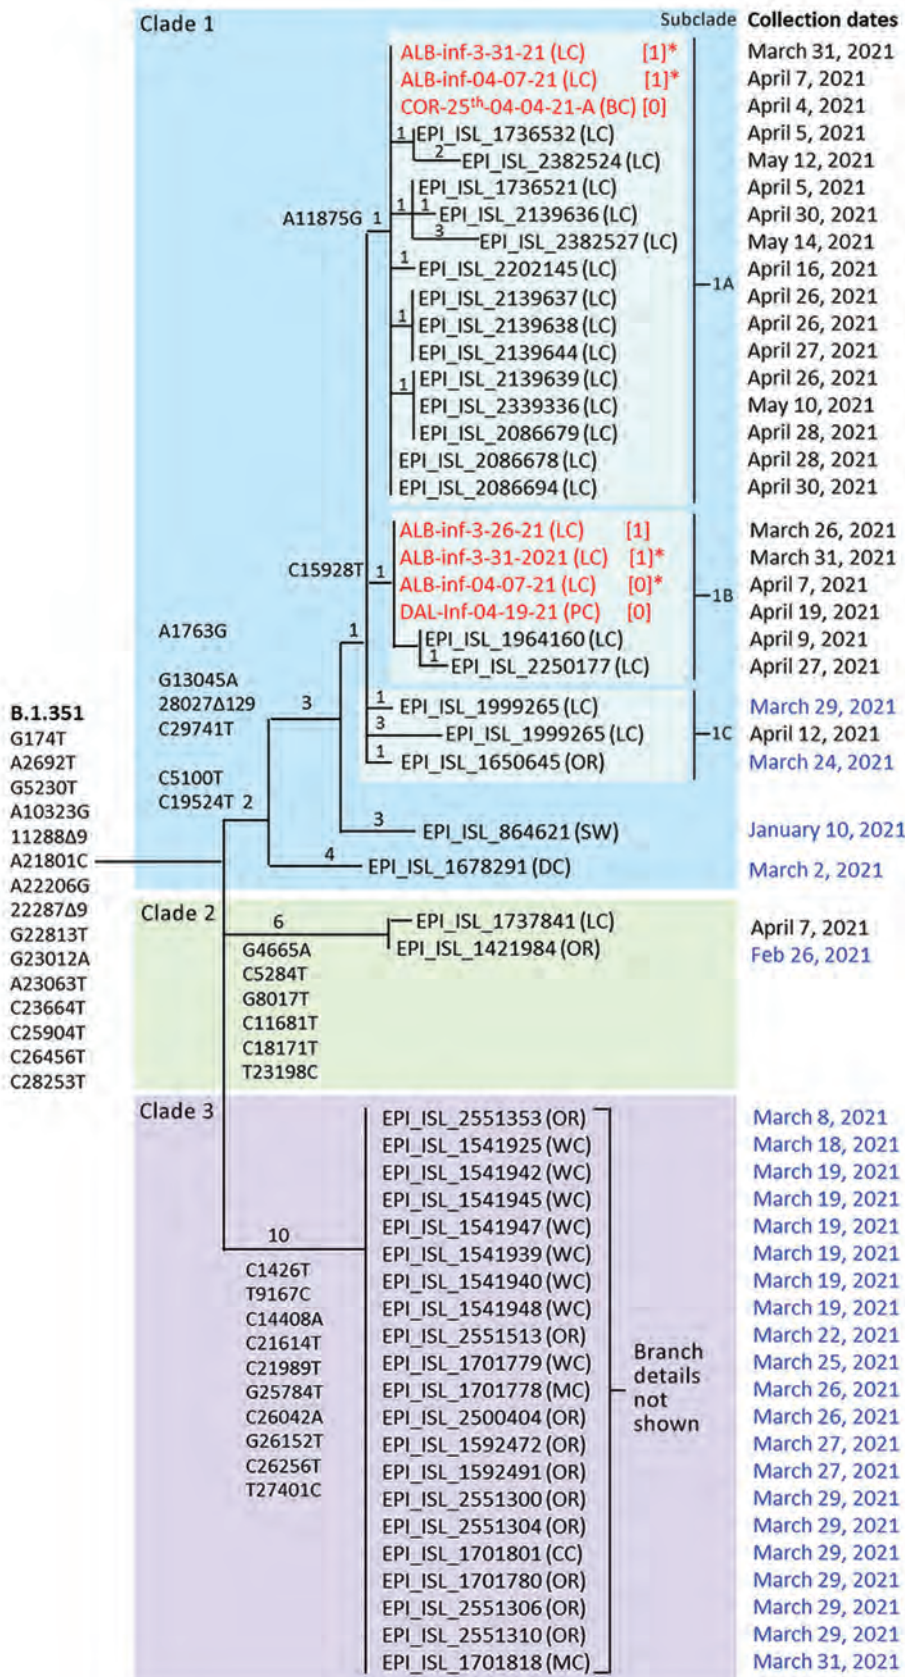 Clade 1
Subclade Collection dates
ALB-inf-3-31-21 (LC) [1]* March 31, 2021
ALB-inf-04-07-21 (LC) [1]* April 7, 2021
COR-25th-04-04-21-A (BC) [0] April 4, 2021
1 EPI_ISL_1736532 (LC) April 5, 2021
2 EPI_ISL_2382524 (LC) May 12, 2021
EPI_ISL_1736521 (LC) April 5, 2021
1 1 EPI_ISL_2139636 (LC) April 30, 2021
A11875G 1
3 EPI_ISL_2382527 (LC) May 14, 2021
1 EPI_ISL_2202145 (LC) April 16, 2021
1A
EPI_ISL_2139637 (LC) April 26, 2021
1 EPI_ISL_2139638 (LC) April 26, 2021
EPI_ISL_2139644 (LC) April 27, 2021
EPI_ISL_2139639 (LC) April 26, 2021
1 EPI_ISL_2339336 (LC) May 10, 2021
EPI_ISL_2086679 (LC) April 28, 2021
EPI_ISL_2086678 (LC) April 28, 2021
EPI_ISL_2086694 (LC) April 30, 2021
ALB-inf-3-26-21 (LC) [1] March 26, 2021
ALB-inf-3-31-2021 (LC) [1]* March 31, 2021
C15928T 1
ALB-inf-04-07-21 (LC) [0]* April 7, 2021
1B
DAL-Inf-04-19-21 (PC) [0] April 19, 2021
EPI_ISL_1964160 (LC) April 9, 2021
1 EPI_ISL_2250177 (LC) April 27, 2021
A1763G 1
G13045A
28027Δ129 3
C29741T
1 EPI_ISL_1999265 (LC) March 29, 2021
3 EPI_ISL_1999265 (LC) April 12, 2021
1C
1 EPI_ISL_1650645 (OR) March 24, 2021
C5100T
C19524T 2
3 EPI_ISL_864621 (SW) January 10, 2021
4 EPI_ISL_1678291 (DC) March 2, 2021
B.1.351
G174T
A2692T
G5230T
A10323G
11288Δ9
A21801C
A22206G
22287Δ9
G22813T
G23012A
A23063T
C23664T
C25904T
C26456T
C28253T
Clade 2
6
EPI_ISL_1737841 (LC) April 7, 2021
EPI_ISL_1421984 (OR) Feb 26, 2021
G4665A
C5284T
G8017T
C11681T
C18171T
T23198C
Clade 3
EPI_ISL_2551353 (OR) March 8, 2021
EPI_ISL_1541925 (WC) March 18, 2021
EPI_ISL_1541942 (WC) March 19, 2021
EPI_ISL_1541945 (WC) March 19, 2021
EPI_ISL_1541947 (WC) March 19, 2021
EPI_ISL_1541939 (WC) March 19, 2021
EPI_ISL_1541940 (WC) March 19, 2021
EPI_ISL_1541948 (WC) March 19, 2021
EPI_ISL_2551513 (OR) March 22, 2021
EPI_ISL_1701779 (WC) March 25, 2021
EPI_ISL_1701778 (MC) March 26, 2021
EPI_ISL_2500404 (OR) March 26, 2021
EPI_ISL_1592472 (OR) March 27, 2021
EPI_ISL_1592491 (OR) March 27, 2021
EPI_ISL_2551300 (OR) March 29, 2021
EPI_ISL_2551304 (OR) March 29, 2021
EPI_ISL_1701801 (CC) March 29, 2021
EPI_ISL_1701780 (OR) March 29, 2021
EPI_ISL_2551306 (OR) March 29, 2021
EPI_ISL_2551310 (OR) March 29, 2021
EPI_ISL_1701818 (MC) March 31, 2021
Branch
details
not
shown
10
C1426T
T9167C
C14408A
C21614T
C21989T
G25784T
C26042A
G26152T
C26256T
T27401C